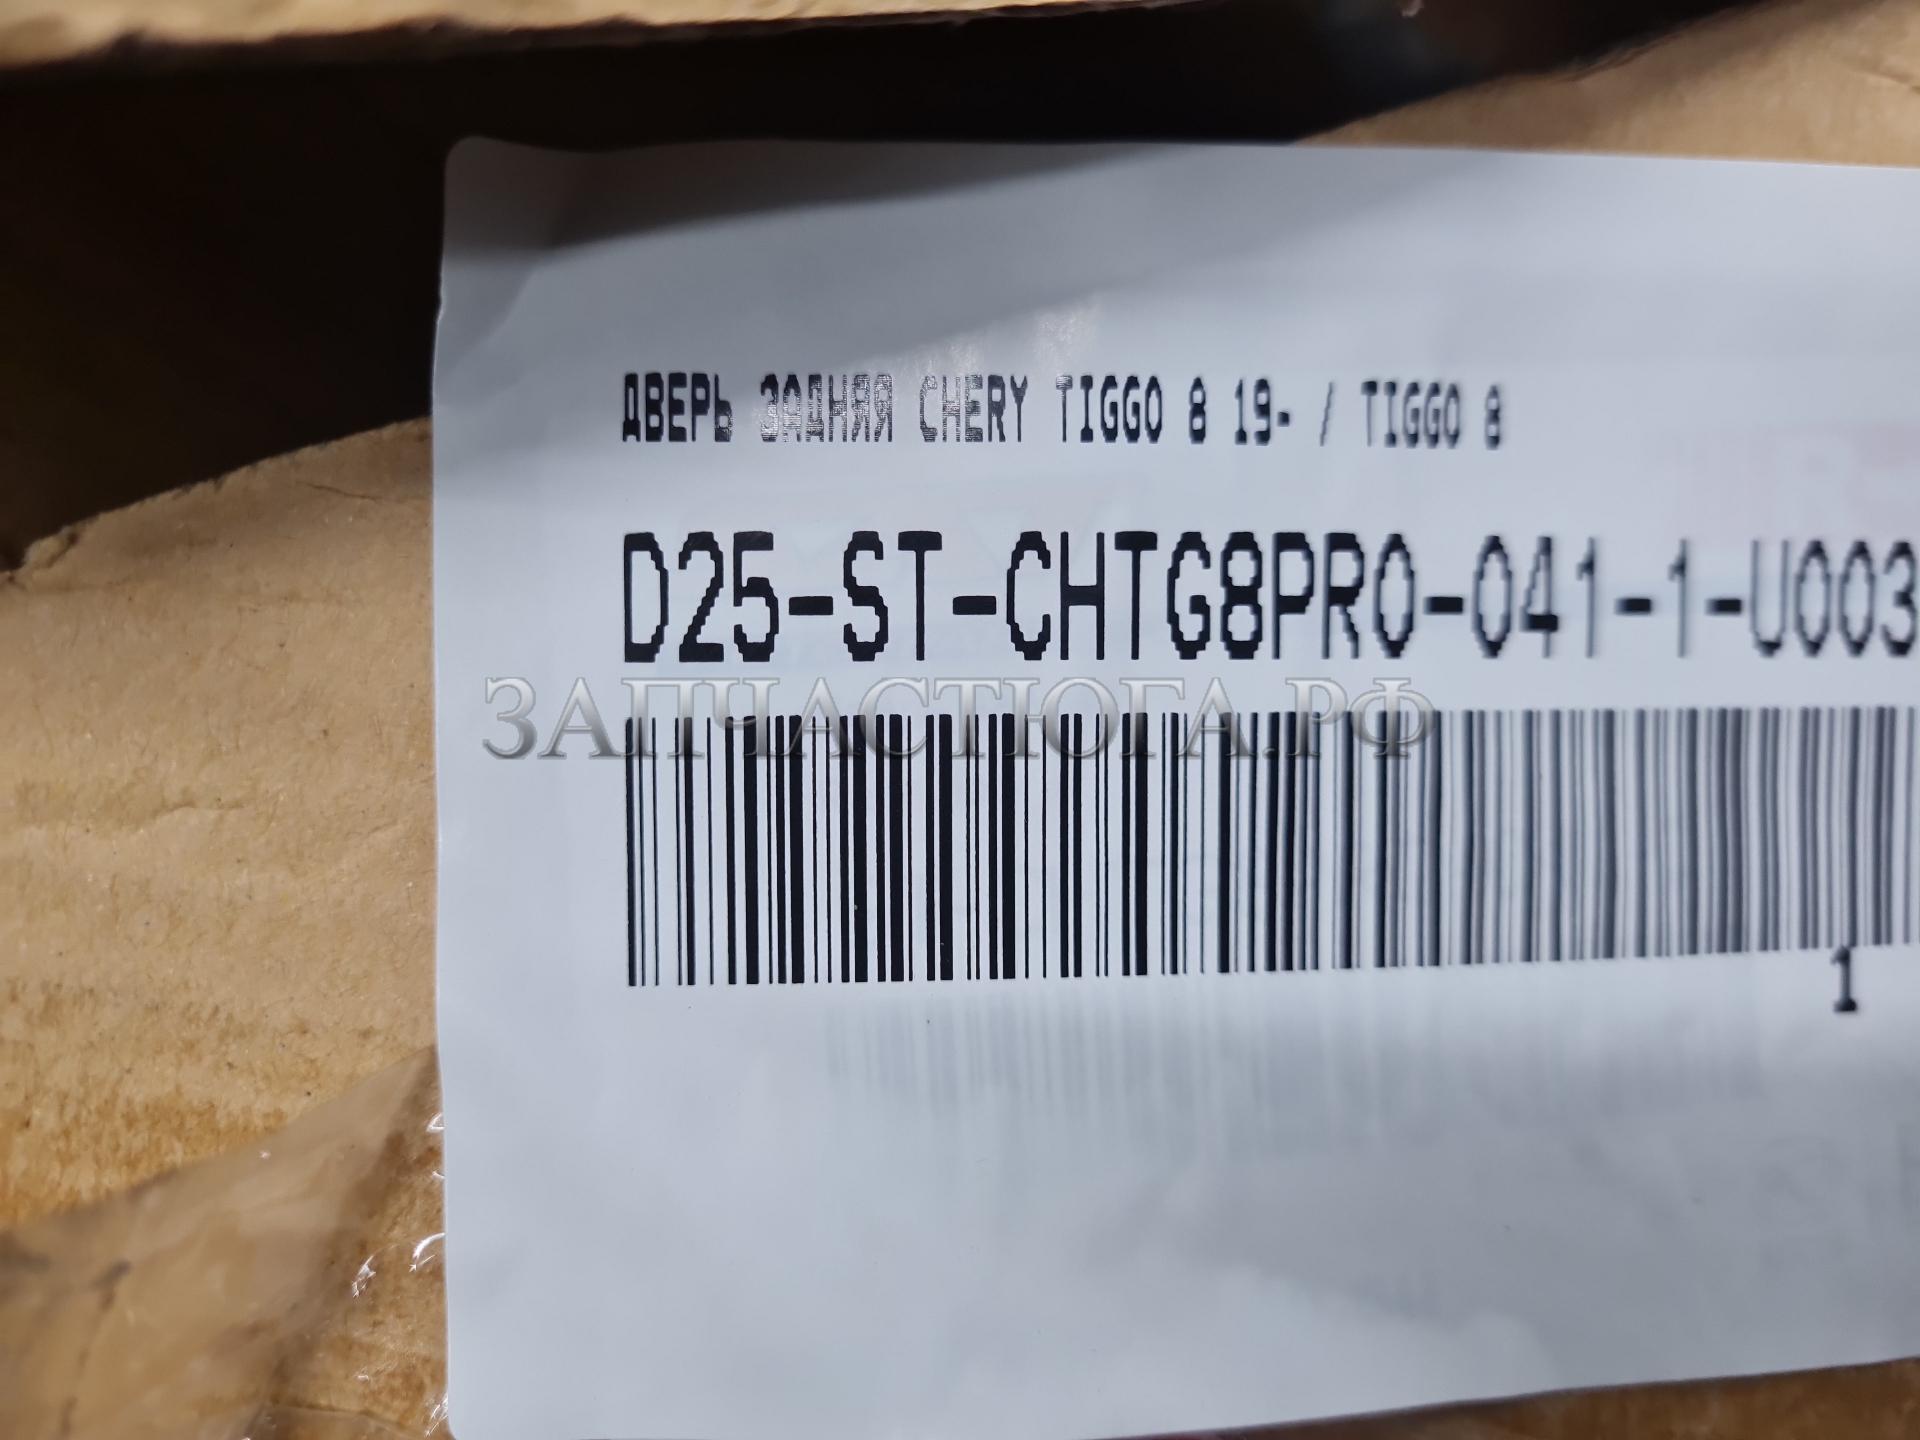 ДВЕРЬ ЗАДНЯЯ CHERY TIGGO 8 19- / TIGGO 8
D25-ST-CHTG8PRO-041-1-U003
ЗАПЧАСТЮГА.РФ
1